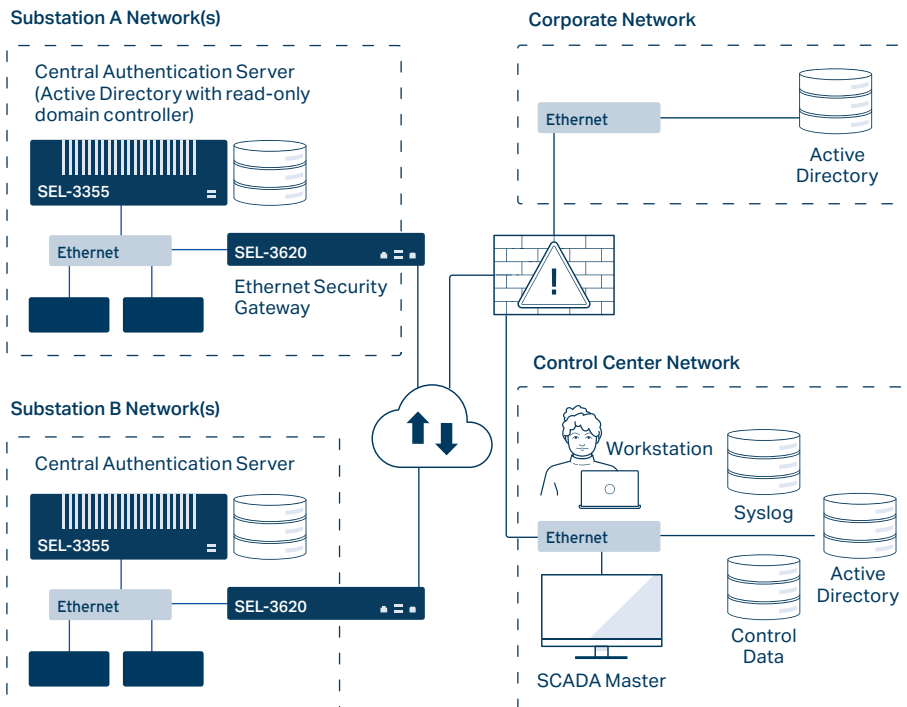 Substation A Network(s)
Central Authentication Server
(Active Directory with read-only
domain controller)
SEL-3355
Ethernet
SEL-3620
Ethernet Security
Gateway
Substation B Network(s)
Central Authentication Server
SEL-3355
Ethernet
SEL-3620
Corporate Network
Ethernet
Active
Directory
!
Control Center Network
Workstation
Syslog
Ethernet
Active
Directory
Control
Data
SCADA Master